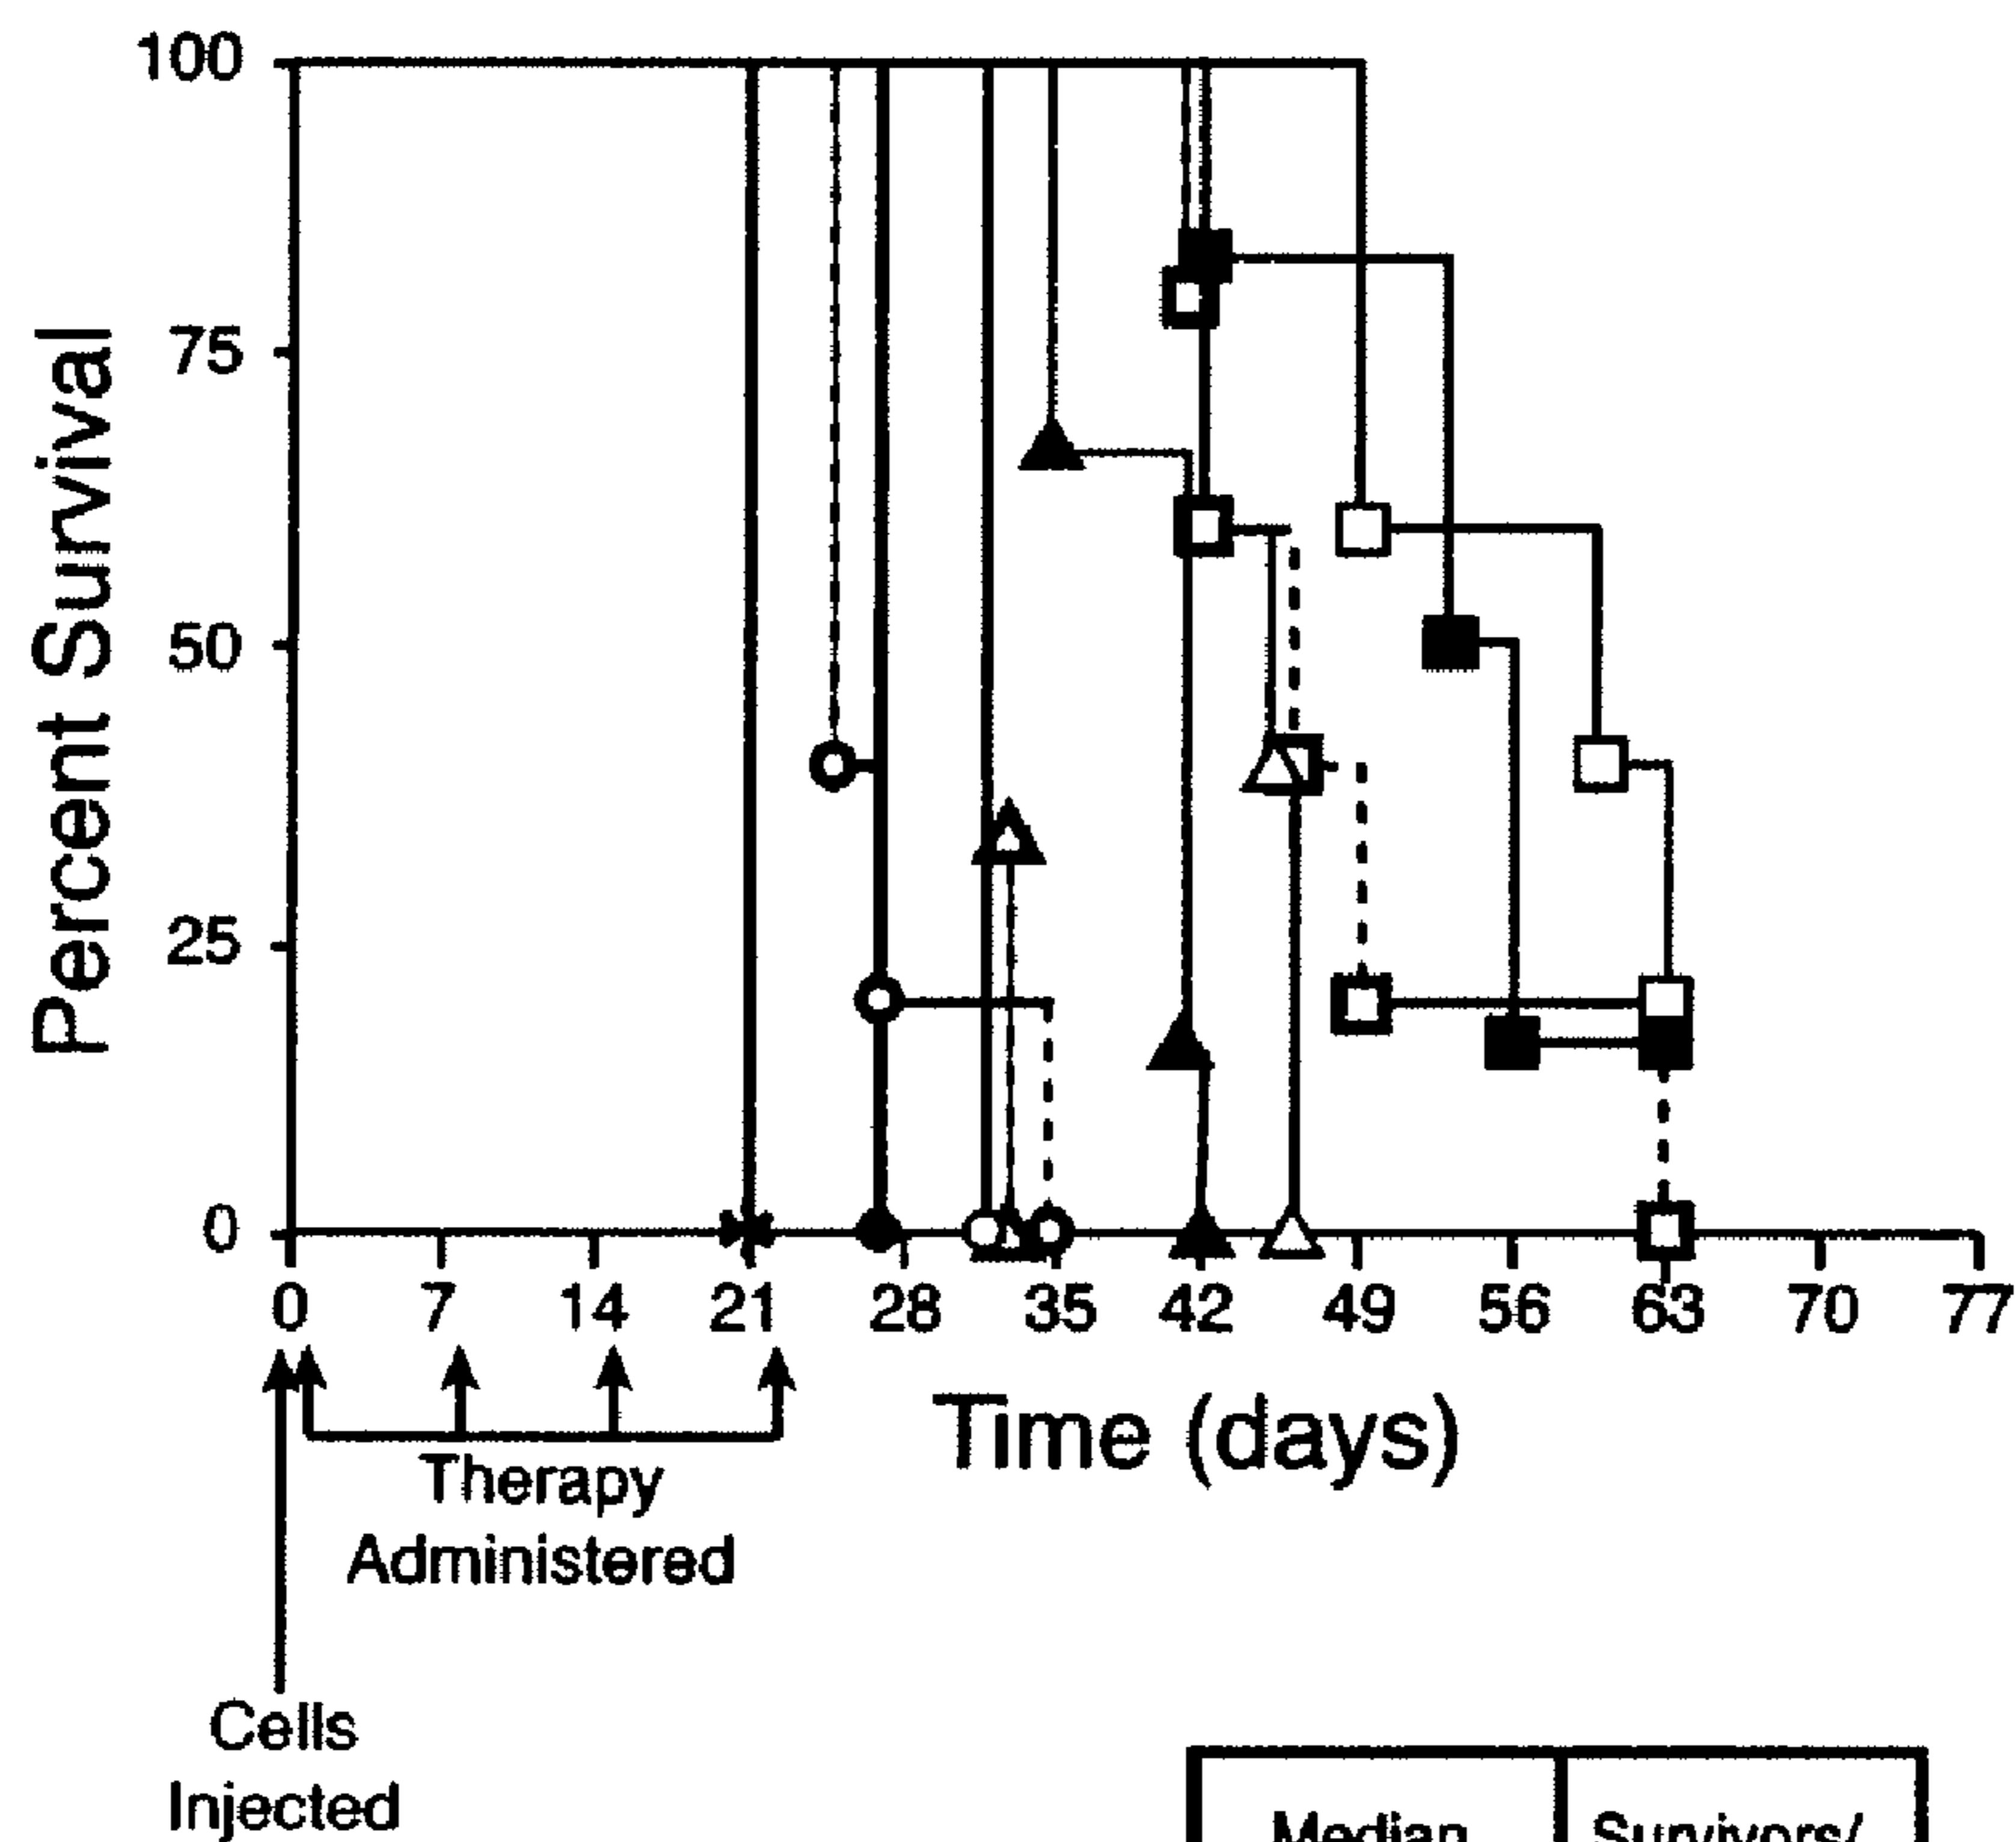 100
75
50
25
0
Percent Survival
0 7 14 21 28 35 42 49 56 63 70 77
Time (days)
Therapy
Administered
Cells
Injected
Median Survivors/